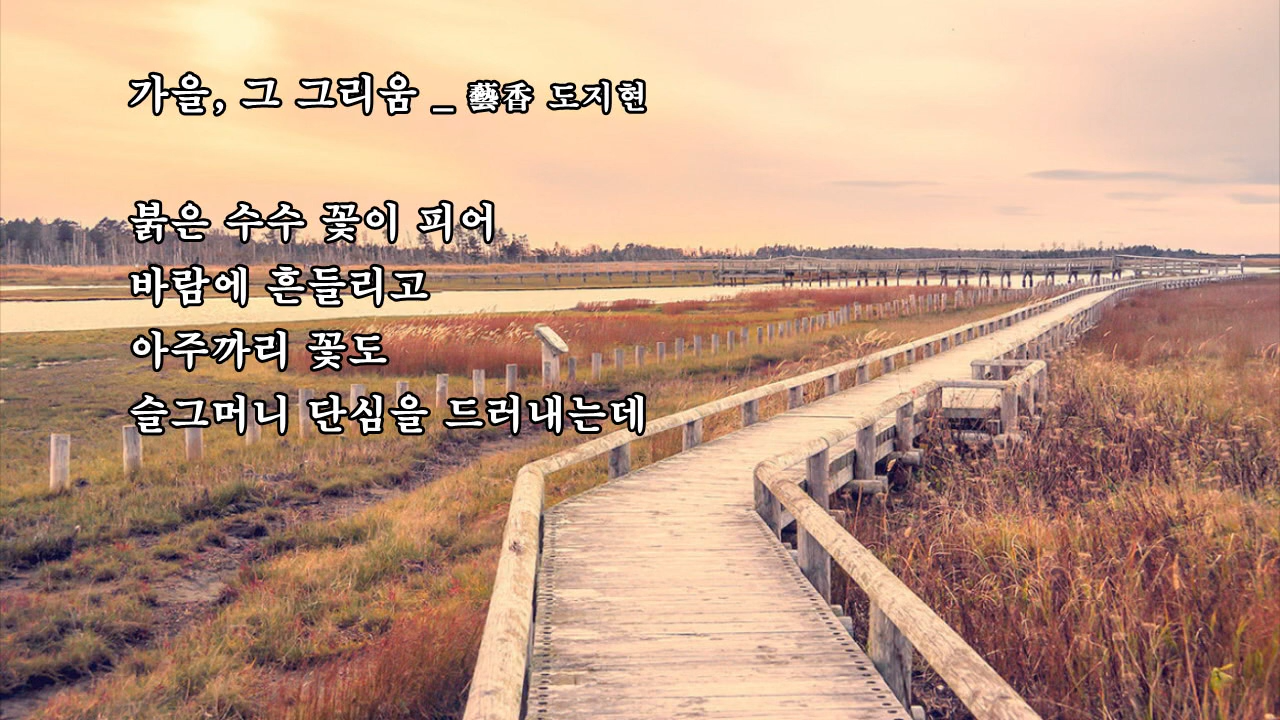 가을, 그 그리움 _ 藝香 도지현
붉은 수수 꽃이 피어
바람에 흔들리고
아주까리 꽃도
슬그머니 단심을 드러내는데